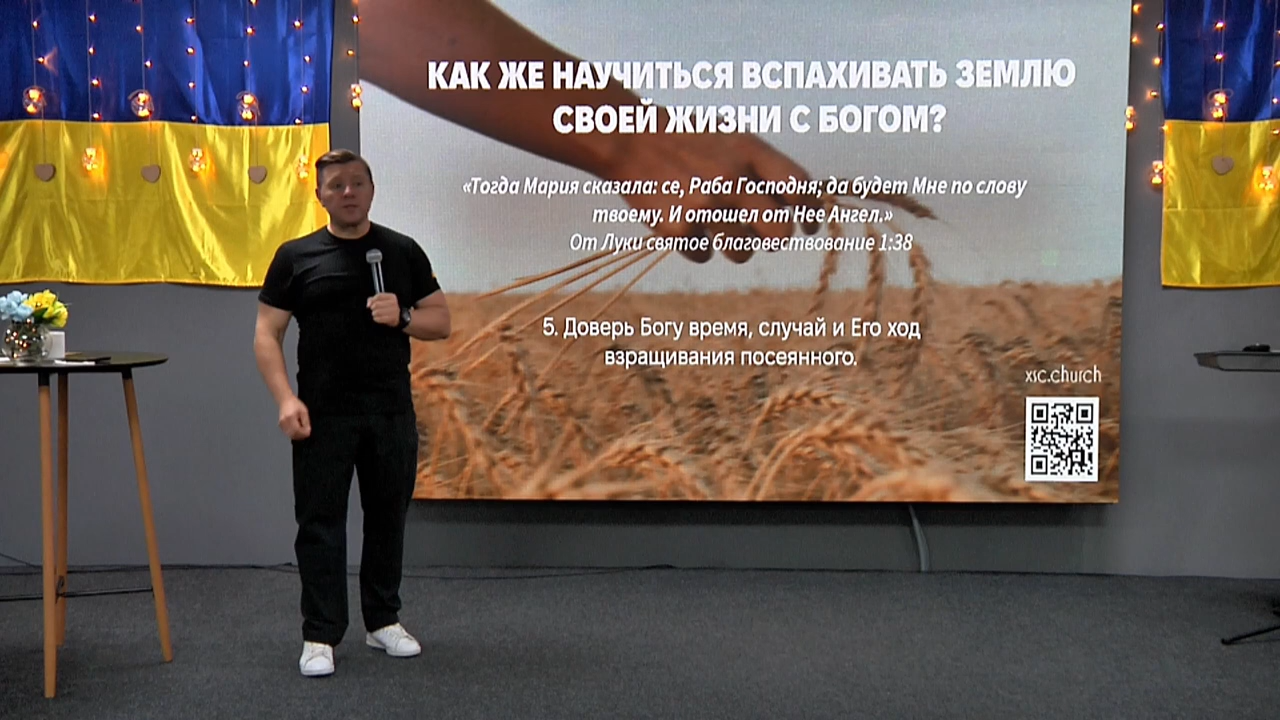 КАК ЖЕ НАУЧИТЬСЯ ВСПАХИВАТЬ ЗЕМЛЮ
СВОЕЙ ЖИЗНИ С БОГОМ?
«Тогда Мария сказала: се, Раба Господня; да будет Мне по слову
твоему. И отошел от Нее Ангел.»
От Луки святое благовествование 1:38
5. Доверь Богу время, случай и Его ход
взращивания посеянного.
xsc.church